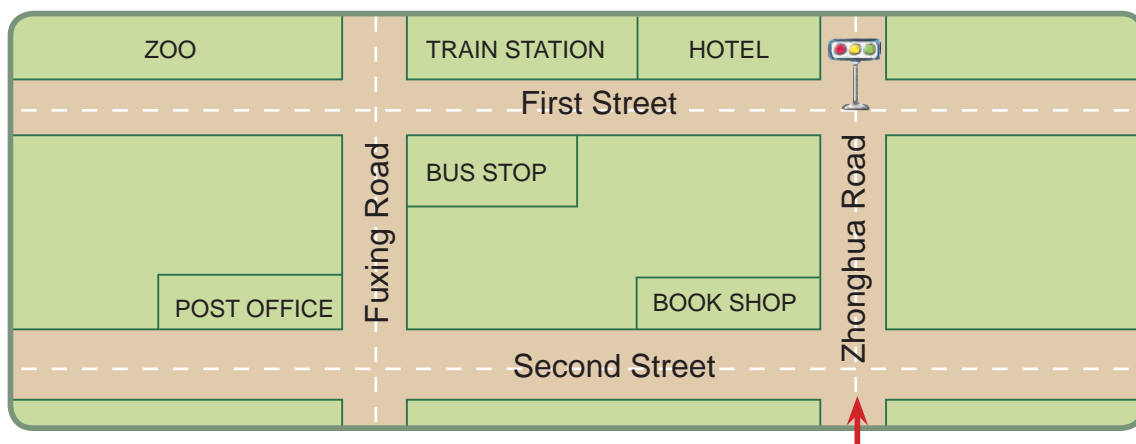 ZOO
TRAIN STATION
HOTEL
First Street
BUS STOP
Fuxing Road
Zhonghua Road
POST OFFICE
BOOK SHOP
Second Street